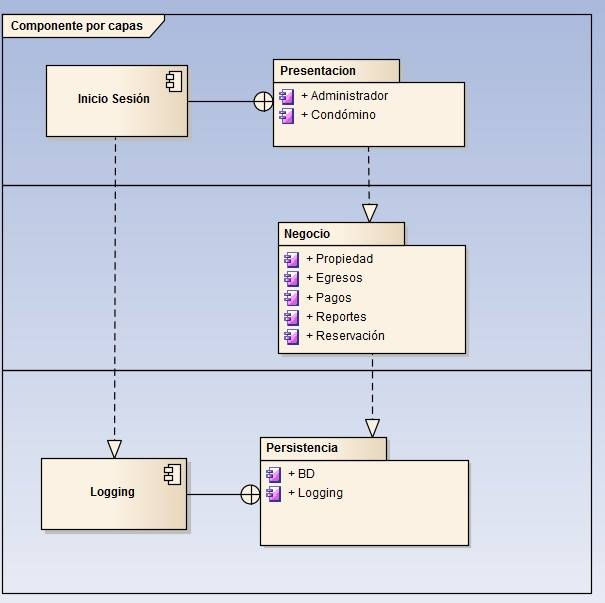 Componente por capas
Inicio Sesión
Presentacion
+ Administrador
+ Condómino
Negocio
+ Propiedad
+ Egresos
+ Pagos
+ Reportes
+ Reservación
Logging
Persistencia
+ BD
+ Logging